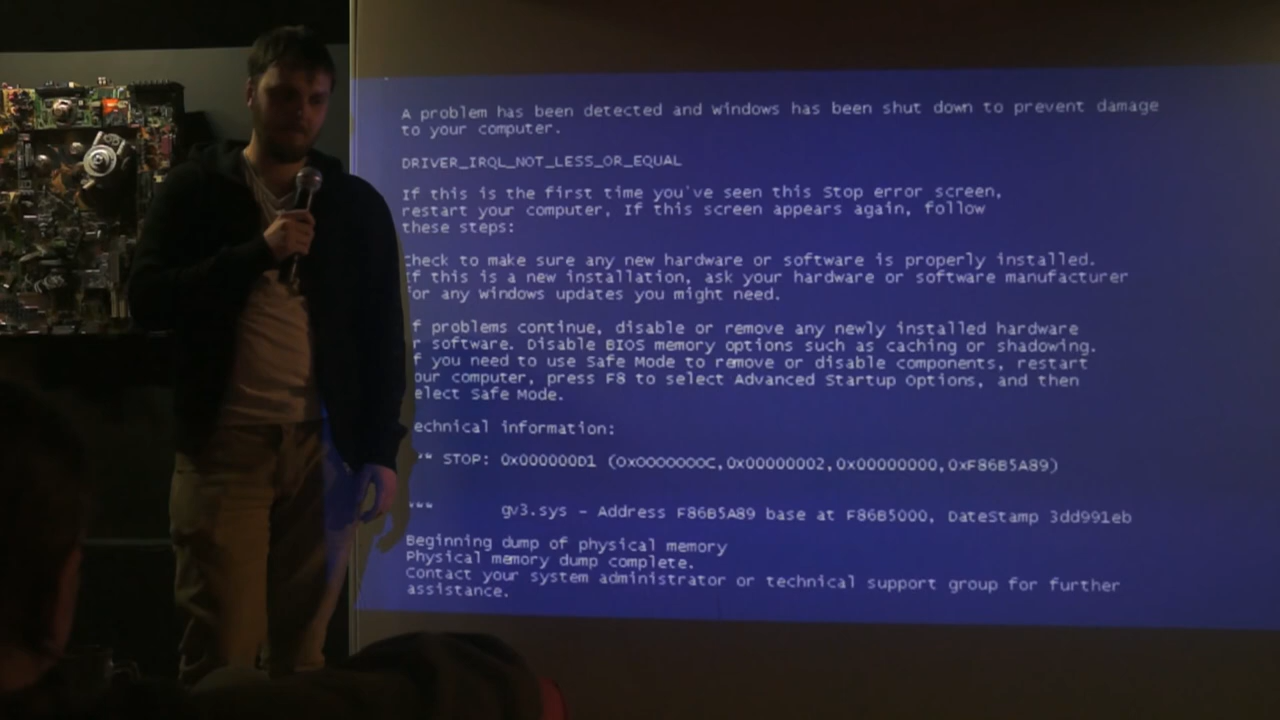 A problem has been detected and Windows has been shut down to prevent damage
to your computer.
DRIVER_IRQL_NOT_LESS_OR_EQUAL
If this is the first time you've seen this Stop error screen,
restart your computer, If this screen appears again, follow
these steps:
Check to make sure any new hardware or software is properly installed.
If this is a new installation, ask your hardware or software manufacturer
for any Windows updates you might need.
f problems continue, disable or remove any newly installed hardware
r software. Disable BIOS memory options such as caching or shadowing.
f you need to use Safe Mode to remove or disable components, restart
our computer, press F8 to select Advanced Startup Options, and then
elect Safe Mode.
echnical information:
** STOP: 0x000000D1 (0x0000000C,0x00000002,0x00000000,0xF86B5A89)
*** gv3.sys - Address F86B5A89 base at F86B5000, DateStamp 3dd991eb
Beginning dump of physical memory
Physical memory dump complete.
Contact your system administrator or technical support group for further
assistance.